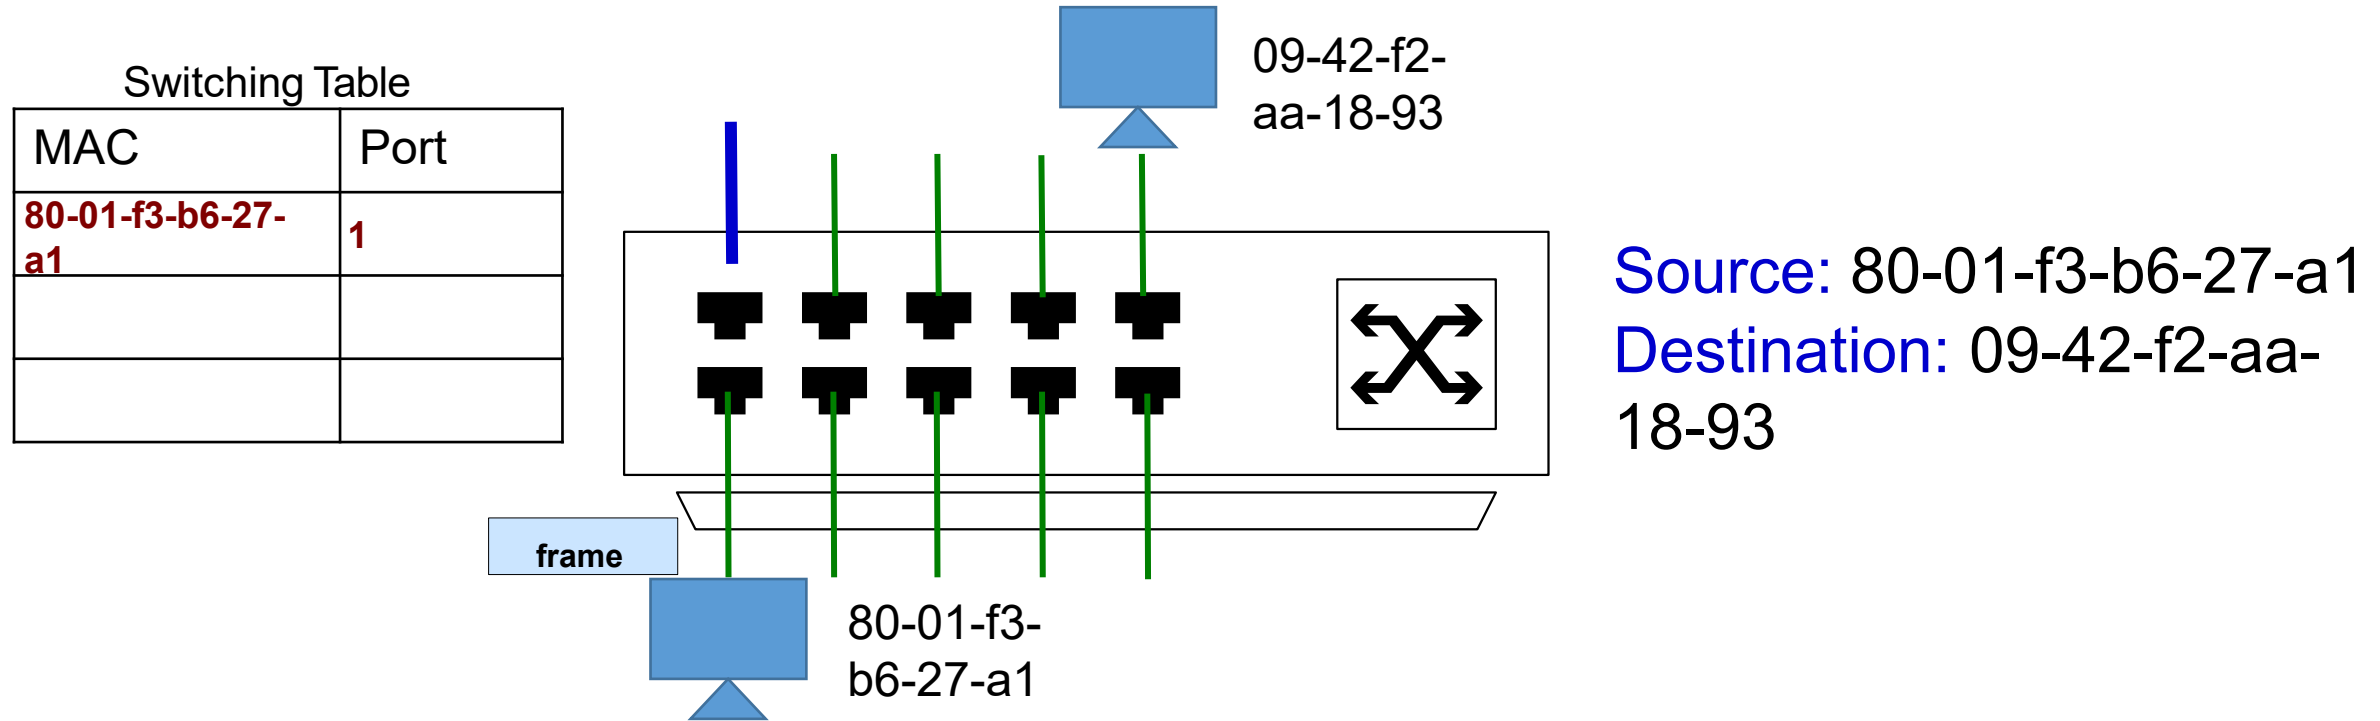 Switching Table
MAC
Port
80-01-f3-b6-27-
a1
1
09-42-f2-
aa-18-93
Source: 80-01-f3-b6-27-a1
Destination: 09-42-f2-aa-
18-93
frame
80-01-f3-
b6-27-a1